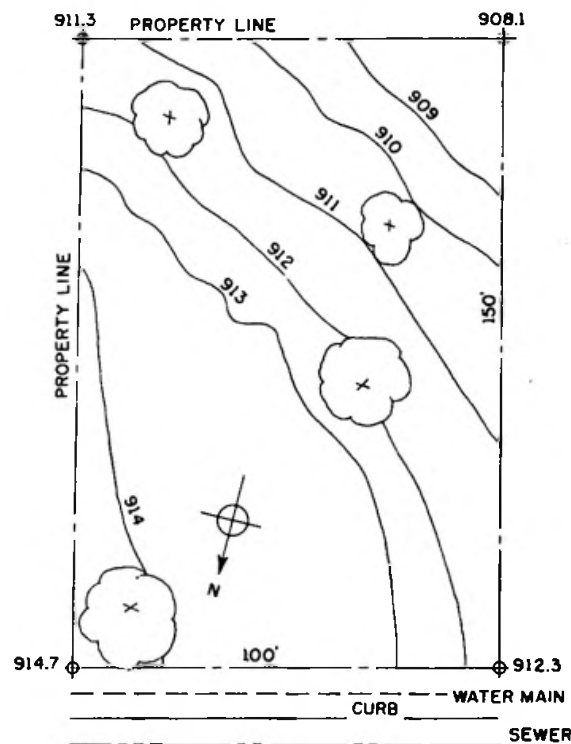 911.3 PROPERTY LINE 908.1
909
910
911
912
913
PROPERTY LINE
150'
914
N
914.7 100' 912.3
WATER MAIN
CURB
SEWER